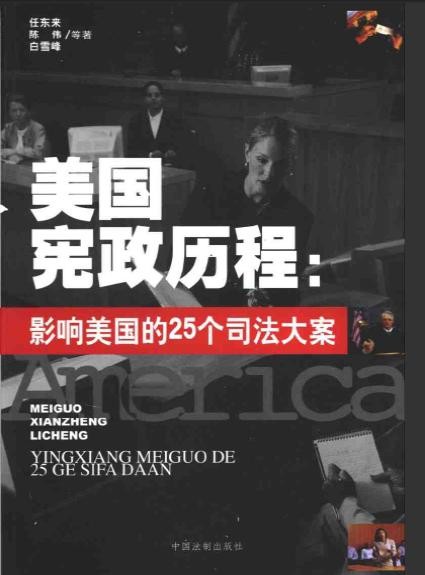 任东来
陈 伟/等著
白雪峰
美国
宪政历程：
影响美国的25个司法大案
America
MEIGUO
XIANZHENG
LICHENG
YINGXIANG MEIGUO DE
25 GE SIFA DAAN
中国法制出版社